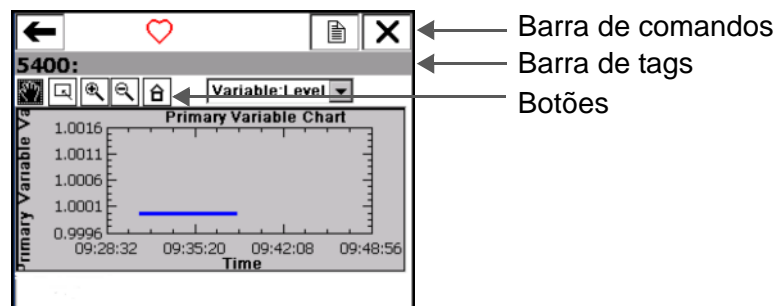 Barra de comandos
5400:
Barra de tags
Variable:Level
Botões
Primary Variable Chart
Primary Variable Va
1.0016
1.0011
1.0006
1.0001
0.9996
09:28:32 09:35:20 09:42:08 09:48:56
Time